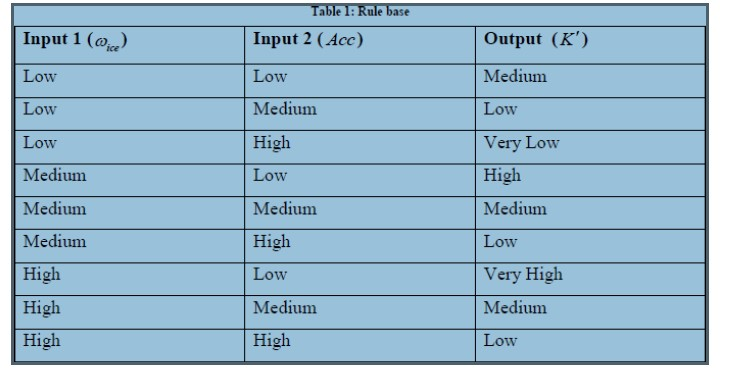 Table 1: Rule base
Input 1 (ω_ice) Input 2 (Acc) Output (K′)
Low Low Medium
Low Medium Low
Low High Very Low
Medium Low High
Medium Medium Medium
Medium High Low
High Low Very High
High Medium Medium
High High Low